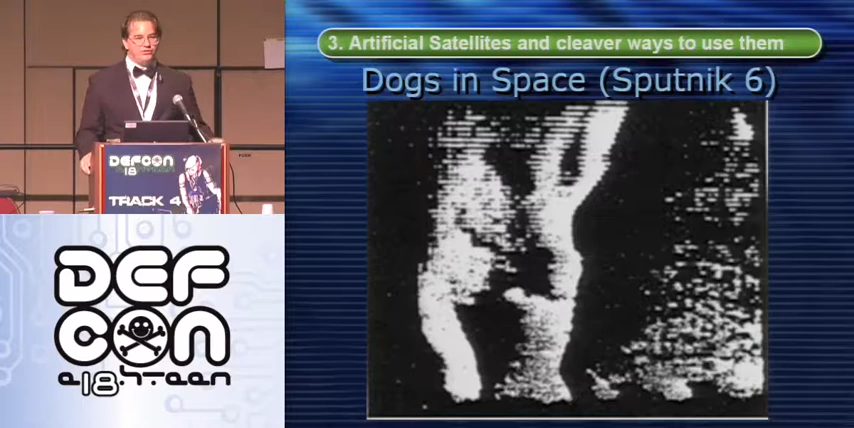 3. Artificial Satellites and cleaver ways to use them
Dogs in Space (Sputnik 6)
DEFCON
18
TRACK 4
DEF
CON
e18hteen